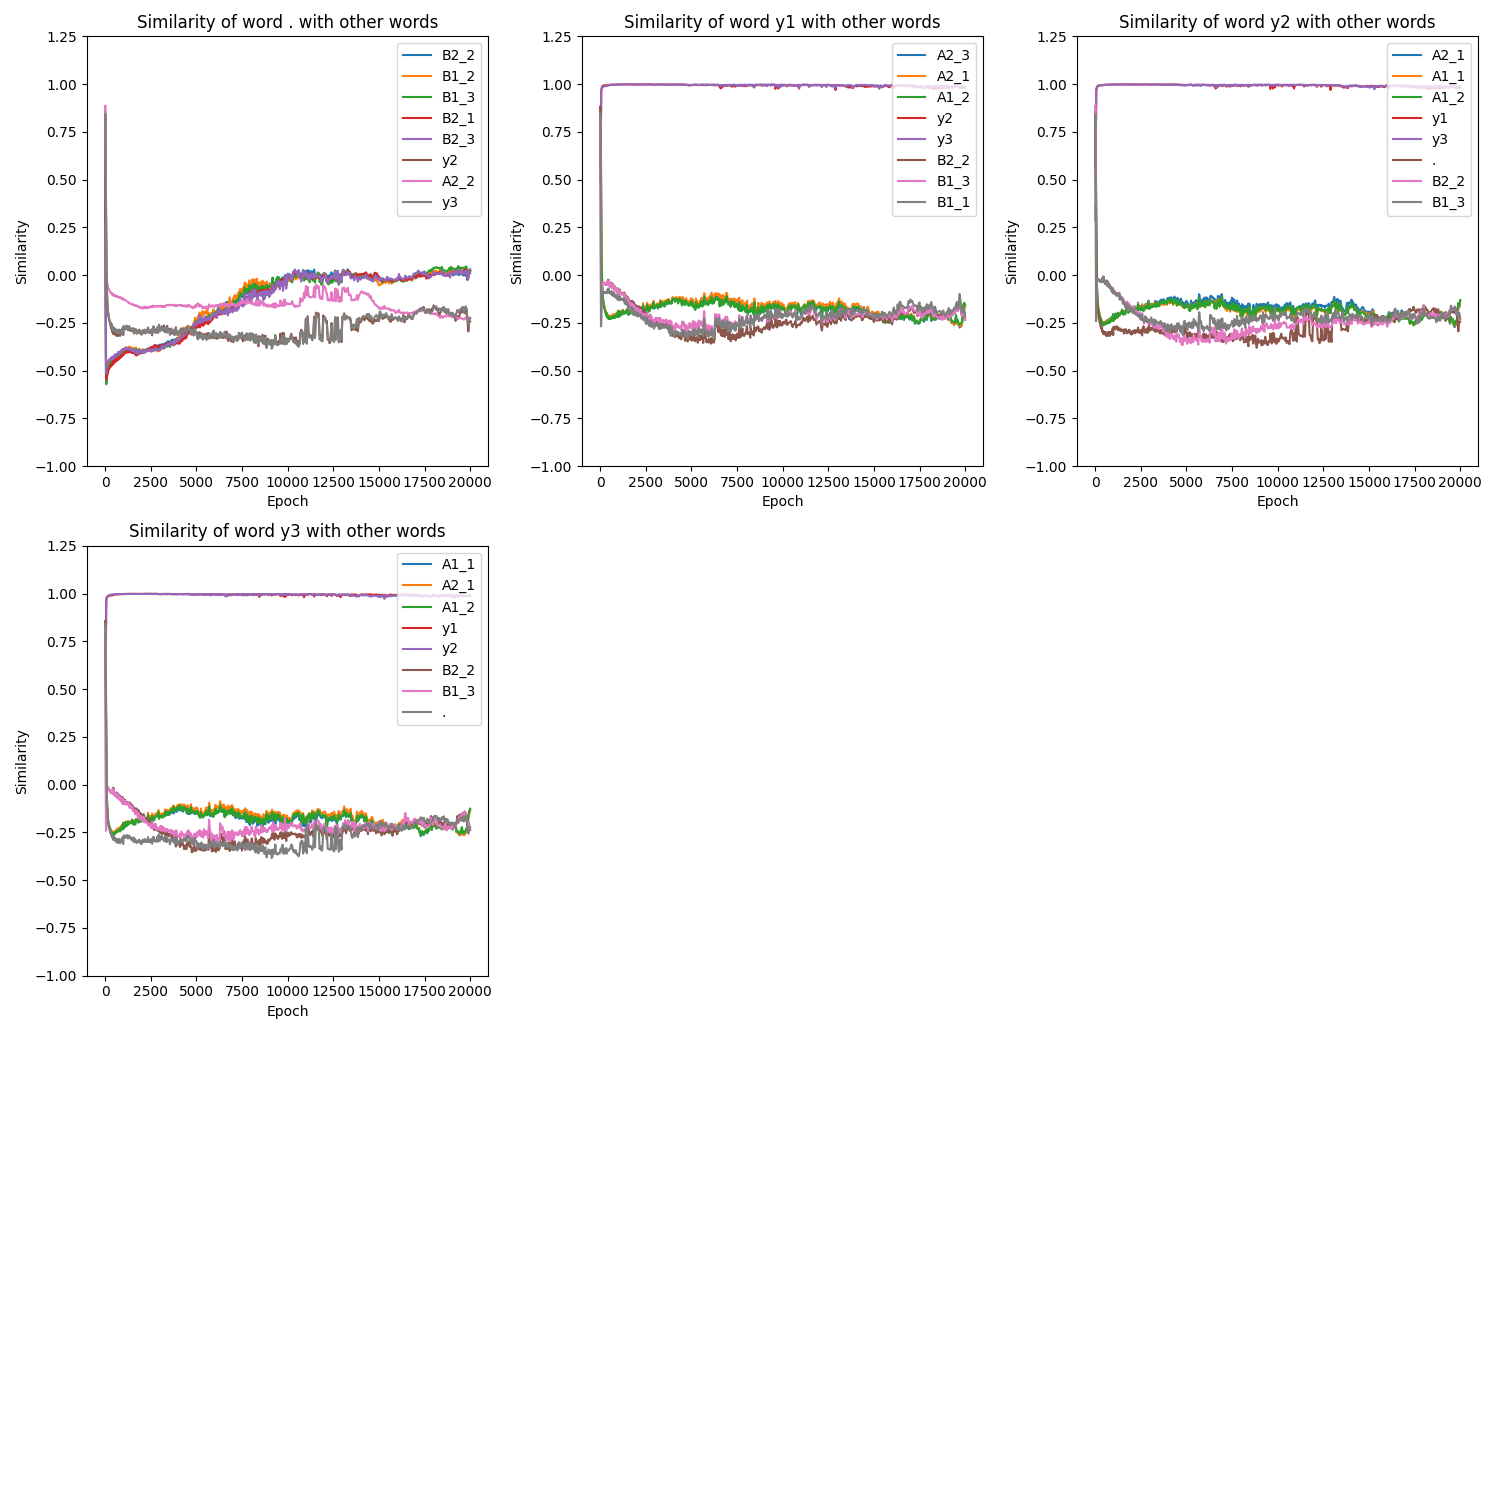 Similarity of word . with other words
1.25
1.00
0.75
0.50
0.25
0.00
−0.25
−0.50
−0.75
−1.00
Similarity
0 2500 5000 7500 10000 12500 15000 17500 20000
Epoch
B2_2
B1_2
B1_3
B2_1
B2_3
y2
A2_2
y3
Similarity of word y1 with other words
1.25
1.00
0.75
0.50
0.25
0.00
−0.25
−0.50
−0.75
−1.00
Similarity
0 2500 5000 7500 10000 12500 15000 17500 20000
Epoch
A2_3
A2_1
A1_2
y2
y3
B2_2
B1_3
B1_1
Similarity of word y2 with other words
1.25
1.00
0.75
0.50
0.25
0.00
−0.25
−0.50
−0.75
−1.00
Similarity
0 2500 5000 7500 10000 12500 15000 17500 20000
Epoch
A2_1
A1_1
A1_2
y1
y3
.
B2_2
B1_3
Similarity of word y3 with other words
1.25
1.00
0.75
0.50
0.25
0.00
−0.25
−0.50
−0.75
−1.00
Similarity
0 2500 5000 7500 10000 12500 15000 17500 20000
Epoch
A1_1
A2_1
A1_2
y1
y2
B2_2
B1_3
.